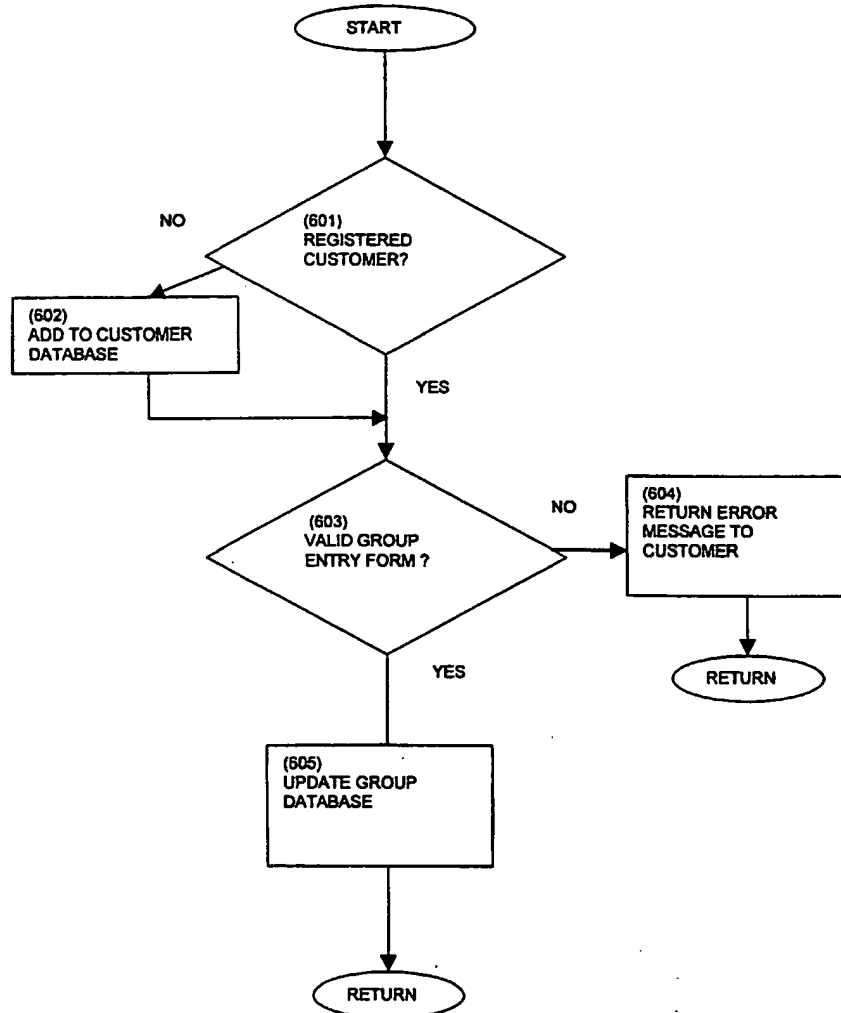 START
NO
(601)
REGISTERED
CUSTOMER?
(602)
ADD TO CUSTOMER
DATABASE
YES
(603)
VALID GROUP
ENTRY FORM ?
NO
(604)
RETURN ERROR
MESSAGE TO
CUSTOMER
YES
RETURN
(605)
UPDATE GROUP
DATABASE
RETURN